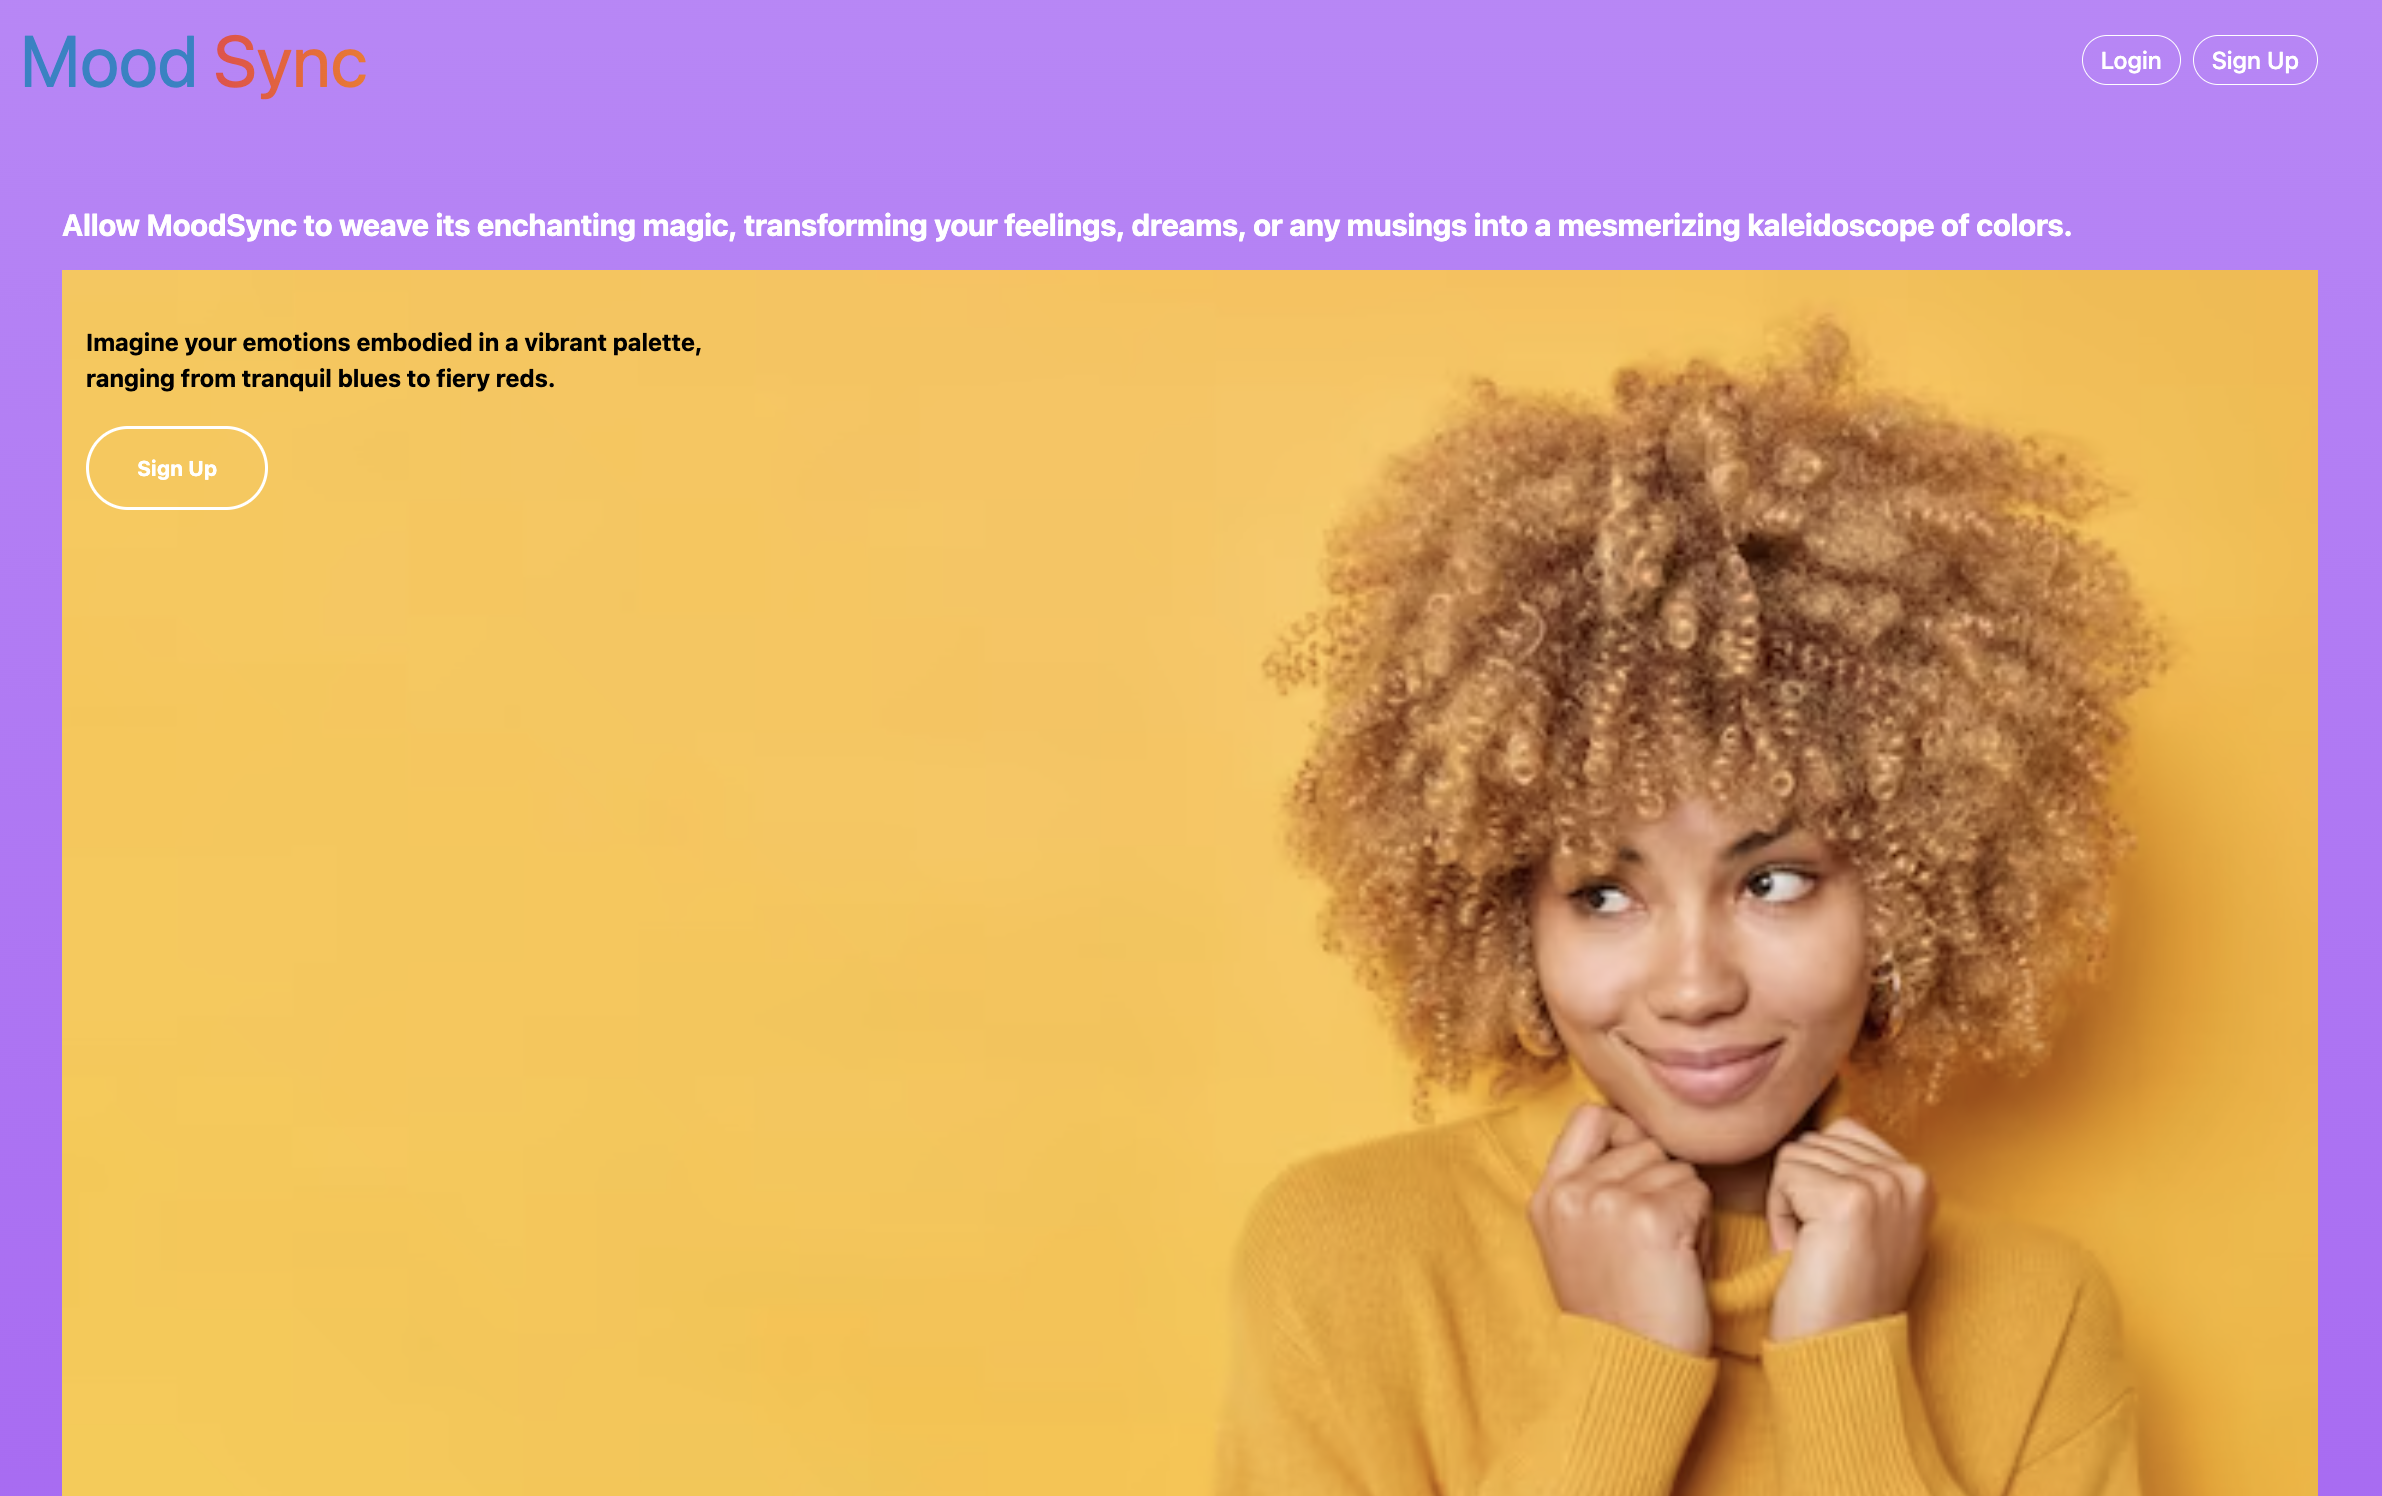 Mood Sync
Login
Sign Up
Allow MoodSync to weave its enchanting magic, transforming your feelings, dreams, or any musings into a mesmerizing kaleidoscope of colors.
Imagine your emotions embodied in a vibrant palette,
ranging from tranquil blues to fiery reds.
Sign Up